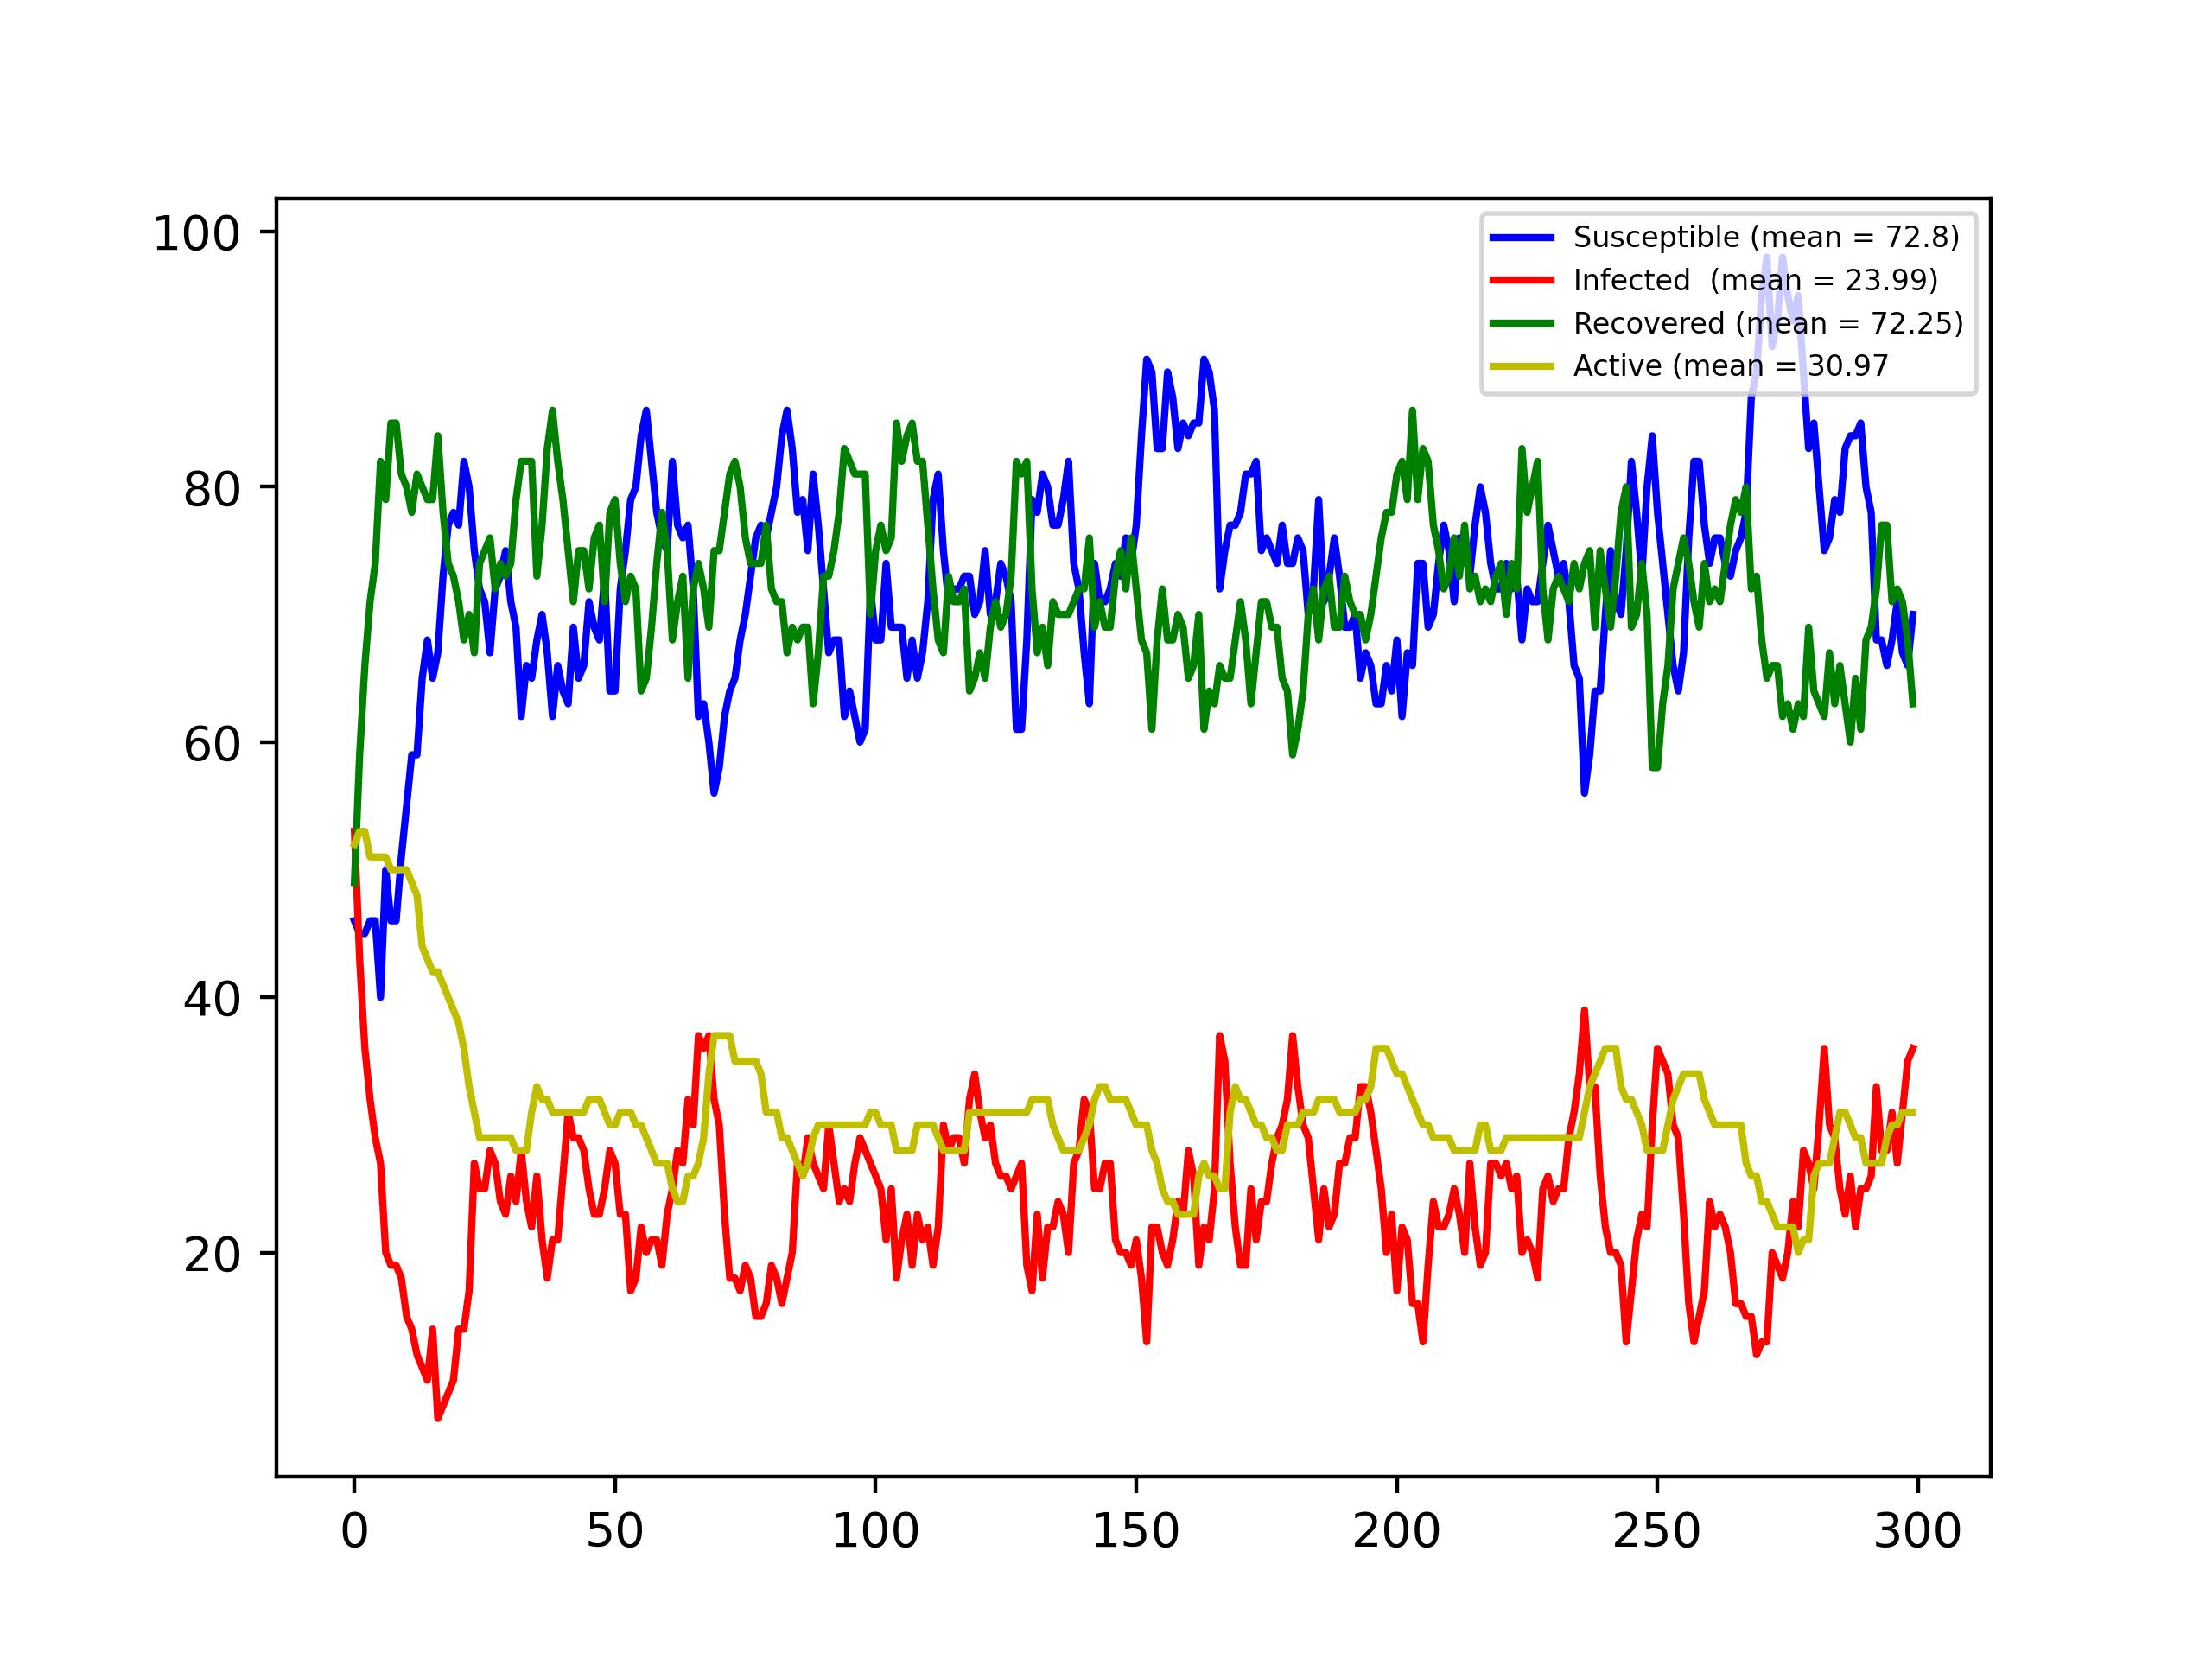 100
80
60
40
20
0 50 100 150 200 250 300
Susceptible (mean = 72.8)
Infected  (mean = 23.99)
Recovered (mean = 72.25)
Active (mean = 30.97